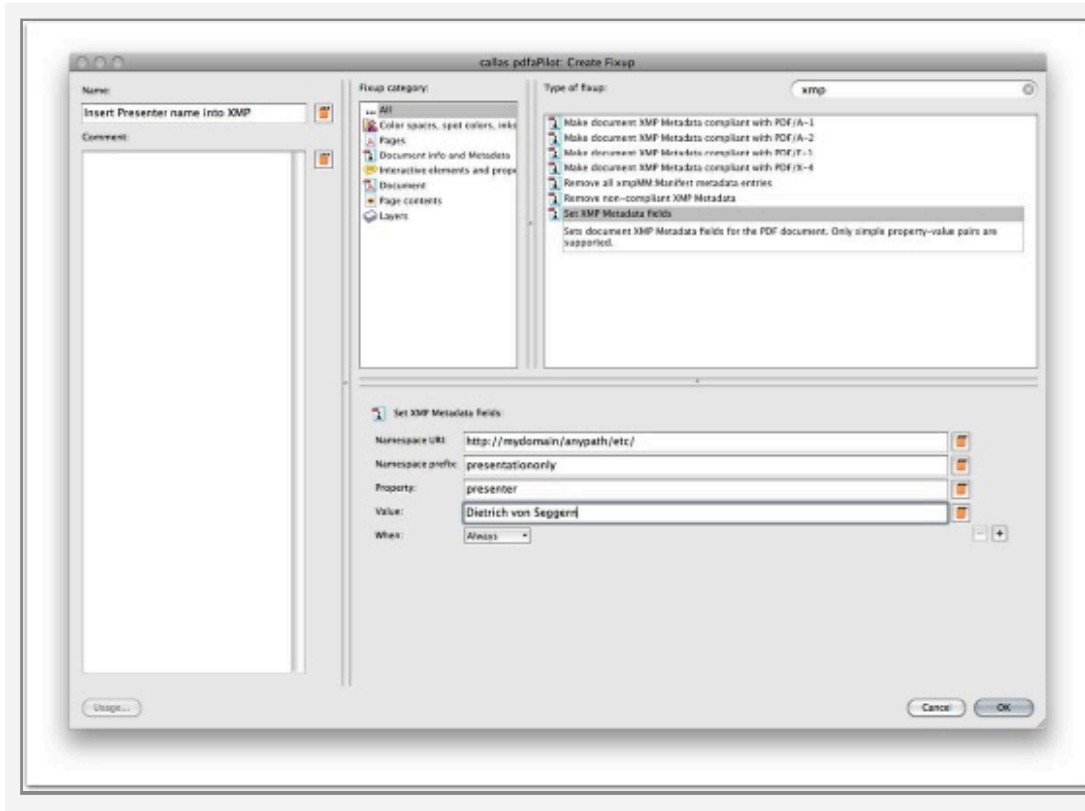 callas pdfaPilot: Create Fixup
Name:
Insert Presenter name into XMP
Comment:
Fixup category:
... All
Color spaces, spot colors, inks
Pages
Document info and Metadata
Interactive elements and prope
Document
Page contents
Layers
Type of fixup:
xmp
Make document XMP Metadata compliant with PDF/A-1
Make document XMP Metadata compliant with PDF/A-2
Make document XMP Metadata compliant with PDF/E-1
Make document XMP Metadata compliant with PDF/X-4
Remove all xmpMM:Manifest metadata entries
Remove non-compliant XMP Metadata
Set XMP Metadata fields
Sets document XMP Metadata fields for the PDF document. Only simple property-value pairs are
supported.
Set XMP Metadata fields
Namespace URI: http://mydomain/anypath/etc/
Namespace prefix: presentationonly
Property: presenter
Value: Dietrich von Seggern
When: Always
Usage...
Cancel
OK